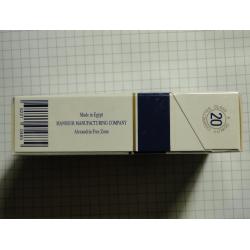 Made in Egypt
MANSOUR MANUFACTURING COMPANY
Alexandria Free Zone
20